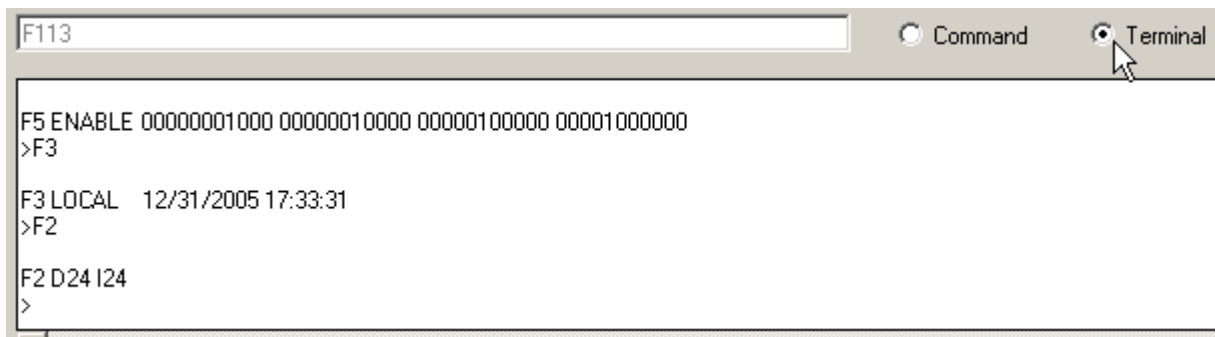 F113 Command Terminal
F5 ENABLE 00000001000 00000010000 00000100000 00001000000
>F3
F3 LOCAL 12/31/2005 17:33:31
>F2
F2 D24 I24
>